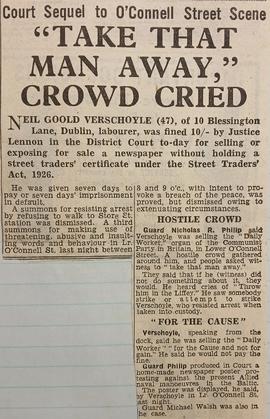 Court Sequel to O'Connell Street Scene
"TAKE THAT
MAN AWAY,"
CROWD CRIED
NEIL GOOLD VERSCHOYLE (47), of 10 Blessington
Lane, Dublin, labourer, was fined 10/- by Justice
Lennon in the District Court to-day for selling or
exposing for sale a newspaper without holding a
street traders' certificate under the Street Traders'
Act, 1926.
He was given seven days to
pay or seven days' imprisonment
in default.
A summons for resisting arrest
by refusing to walk to Store St.
station was dismissed. A third
summons for making use of
threatening, abusive and insult-
ing words and behaviour in Lr.
O'Connell St. last night between
8 and 9 o'c., with intent to pro-
voke a breach of the peace, was
proved, but dismissed owing to
extenuating circumstances.
HOSTILE CROWD
Guard Nicholas R. Philip said
Verschoyle was selling the "Daily
Worker" organ of the Communist
Party in Britain, in Lower O'Connell
Street. A hostile crowd gathered
around him, and people asked wit-
ness to "take that man away."
They said that if he (witness) did
not do something about it, they
would. He heard cries of "Throw
him in the Liffey." He saw somebody
strike or attempt to strike
Verschoyle, who resisted arrest when
taken into custody.
"FOR THE CAUSE"
Verschoyle, speaking from the
dock, said he was selling the "Daily
Worker" "for the Cause and not for
gain." He said he would not pay the
fine.
Guard Philip produced in Court a
home-made newspaper poster pro-
testing against the present Allied
naval manoeuvres in the Baltic.
The poster was displayed, he said,
by Verschoyle in Lr. O'Connell St.
last night.
Guard Michael Walsh was also in
the case.